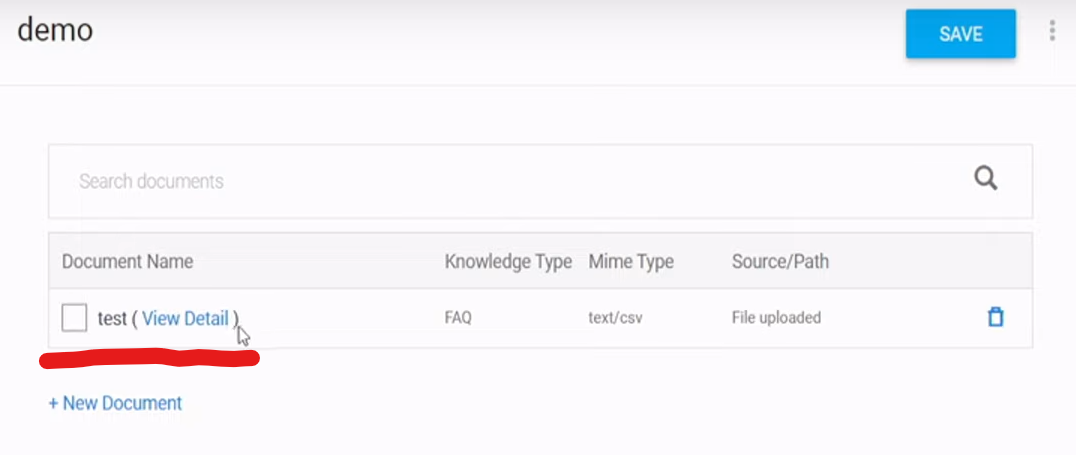 demo
SAVE
Search documents
Document Name Knowledge Type Mime Type Source/Path
test ( View Detail ) FAQ text/csv File uploaded
+ New Document